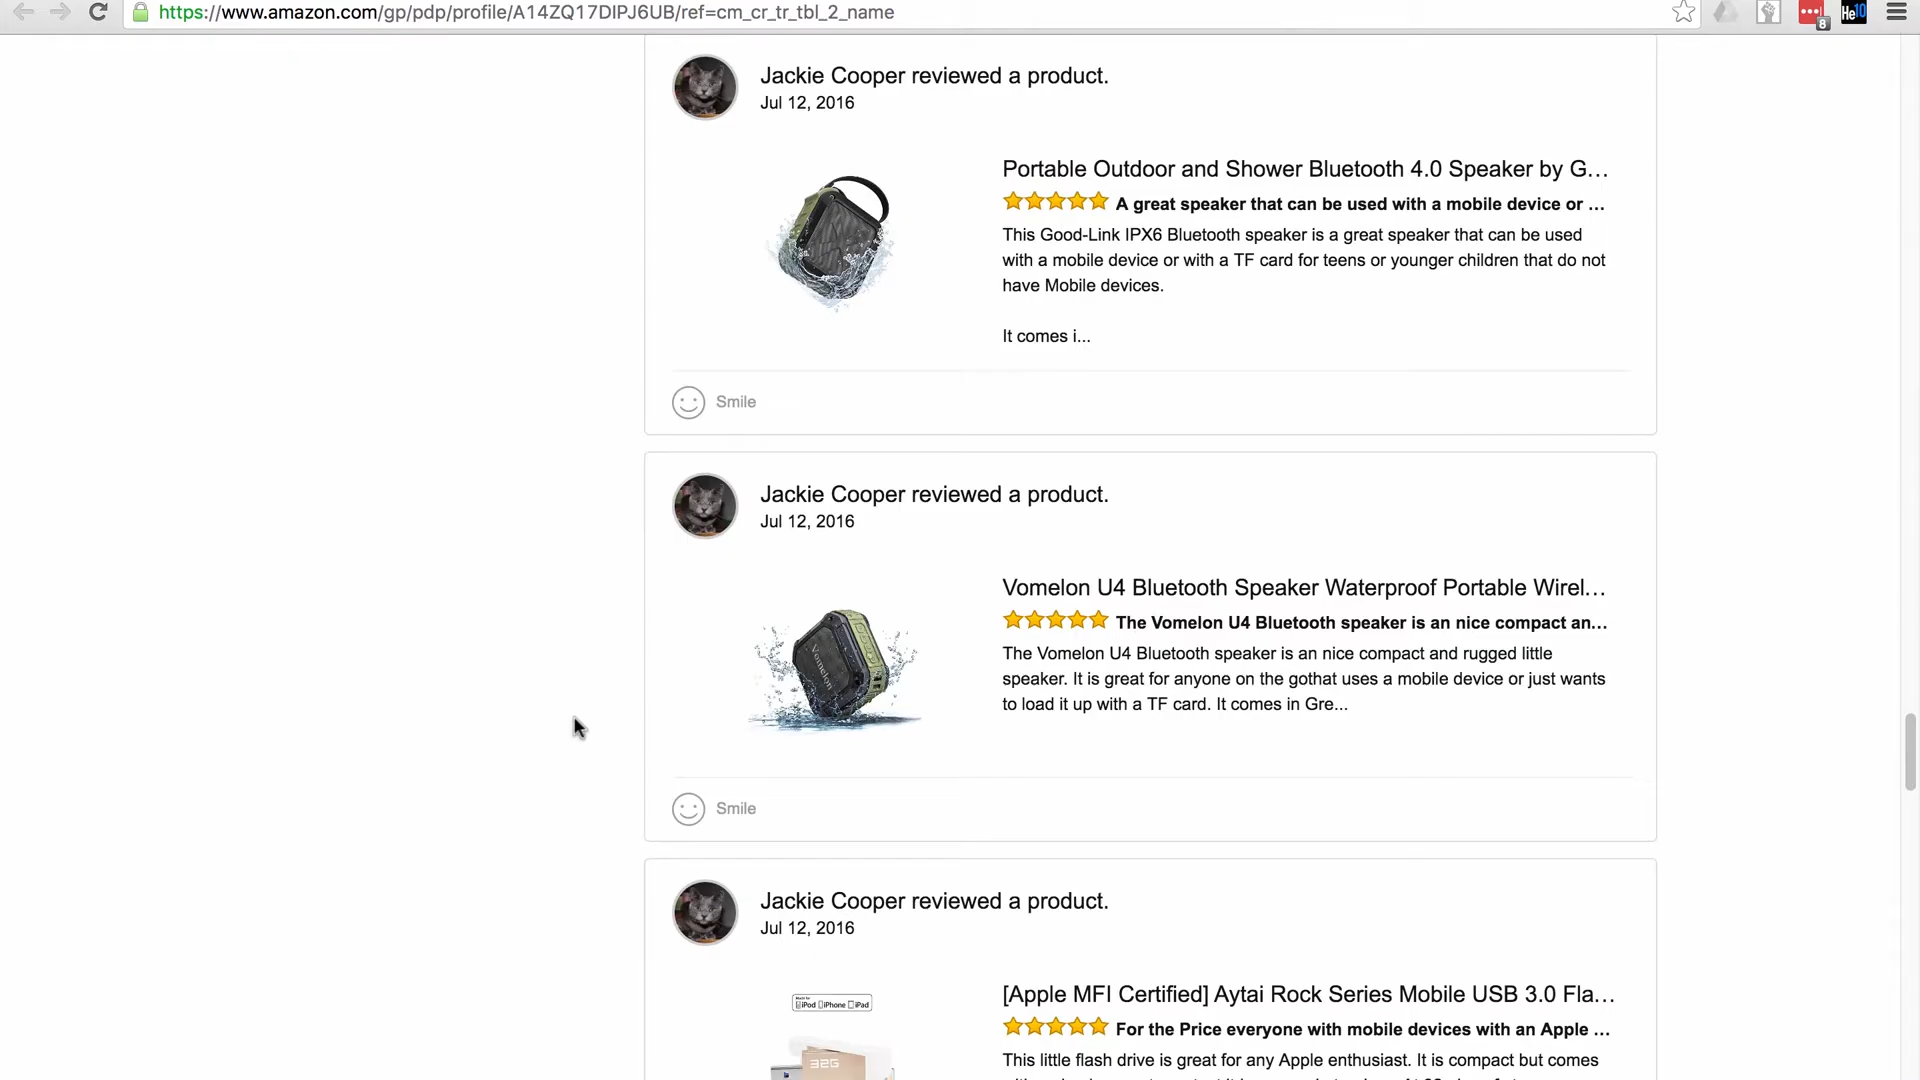 https://www.amazon.com/gp/pdp/profile/A14ZQ17DIPJ6UB/ref=cm_cr_tr_tbl_2_name
8
He10
Jackie Cooper reviewed a product.
Jul 12, 2016
Portable Outdoor and Shower Bluetooth 4.0 Speaker by G...
A great speaker that can be used with a mobile device or ...
This Good-Link IPX6 Bluetooth speaker is a great speaker that can be used
with a mobile device or with a TF card for teens or younger children that do not
have Mobile devices.
It comes i...
Smile
Jackie Cooper reviewed a product.
Jul 12, 2016
Vomelon
Vomelon U4 Bluetooth Speaker Waterproof Portable Wirel...
The Vomelon U4 Bluetooth speaker is an nice compact an...
The Vomelon U4 Bluetooth speaker is an nice compact and rugged little
speaker. It is great for anyone on the gothat uses a mobile device or just wants
to load it up with a TF card. It comes in Gre...
Smile
Jackie Cooper reviewed a product.
Jul 12, 2016
iPod iPhone iPad
32G
[Apple MFI Certified] Aytai Rock Series Mobile USB 3.0 Fla...
For the Price everyone with mobile devices with an Apple ...
This little flash drive is great for any Apple enthusiast. It is compact but comes